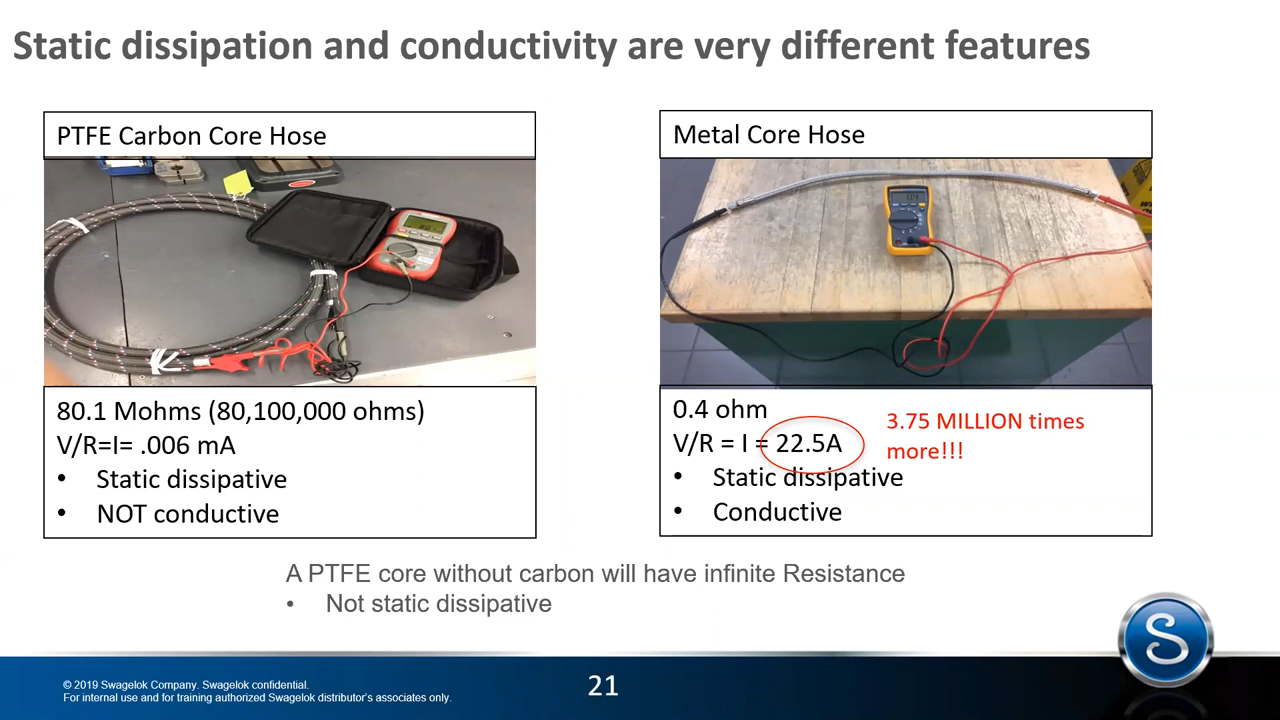 Static dissipation and conductivity are very different features
PTFE Carbon Core Hose
80.1 Mohms (80,100,000 ohms)
V/R=I= .006 mA
• Static dissipative
• NOT conductive
Metal Core Hose
0.4 ohm
V/R = I = 22.5A
3.75 MILLION times
more!!!
• Static dissipative
• Conductive
A PTFE core without carbon will have infinite Resistance
• Not static dissipative
S
© 2019 Swagelok Company. Swagelok confidential.
For internal use and for training authorized Swagelok distributor's associates only.
21